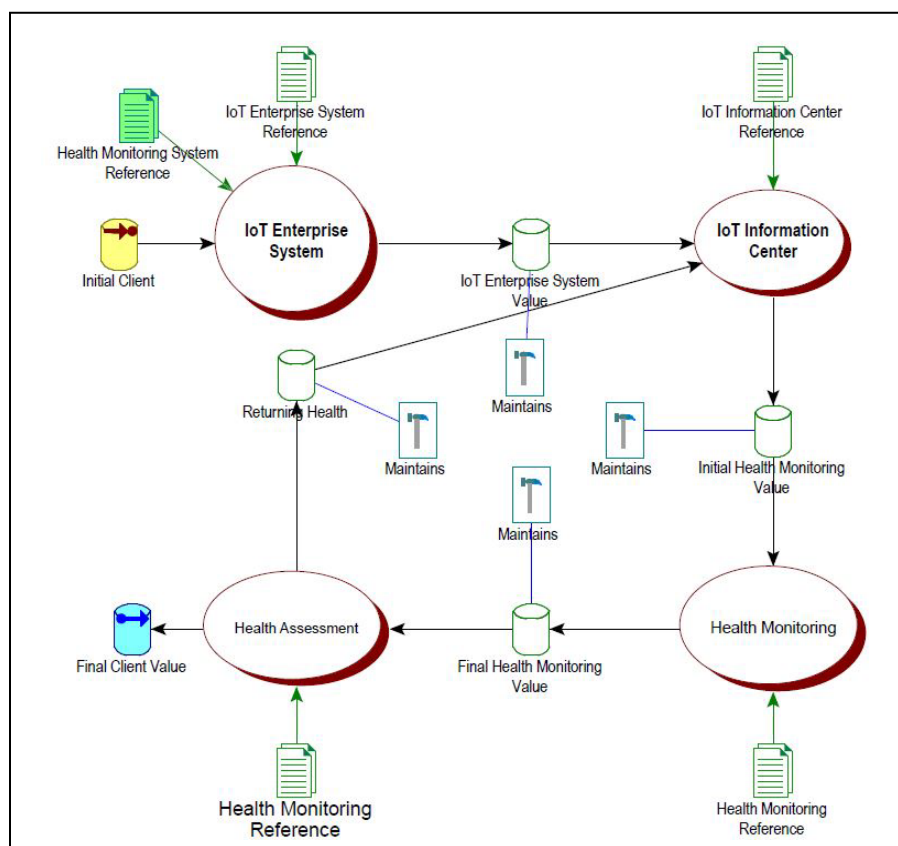 IoT Enterprise System
Reference
IoT Information Center
Reference
Health Monitoring System
Reference
IoT Enterprise
System
IoT Information
Center
Initial Client
IoT Enterprise System
Value
Returning Health
Maintains
Maintains
Maintains
Initial Health Monitoring
Value
Maintains
Health Assessment
Health Monitoring
Final Client Value
Final Health Monitoring
Value
Health Monitoring
Reference
Health Monitoring
Reference